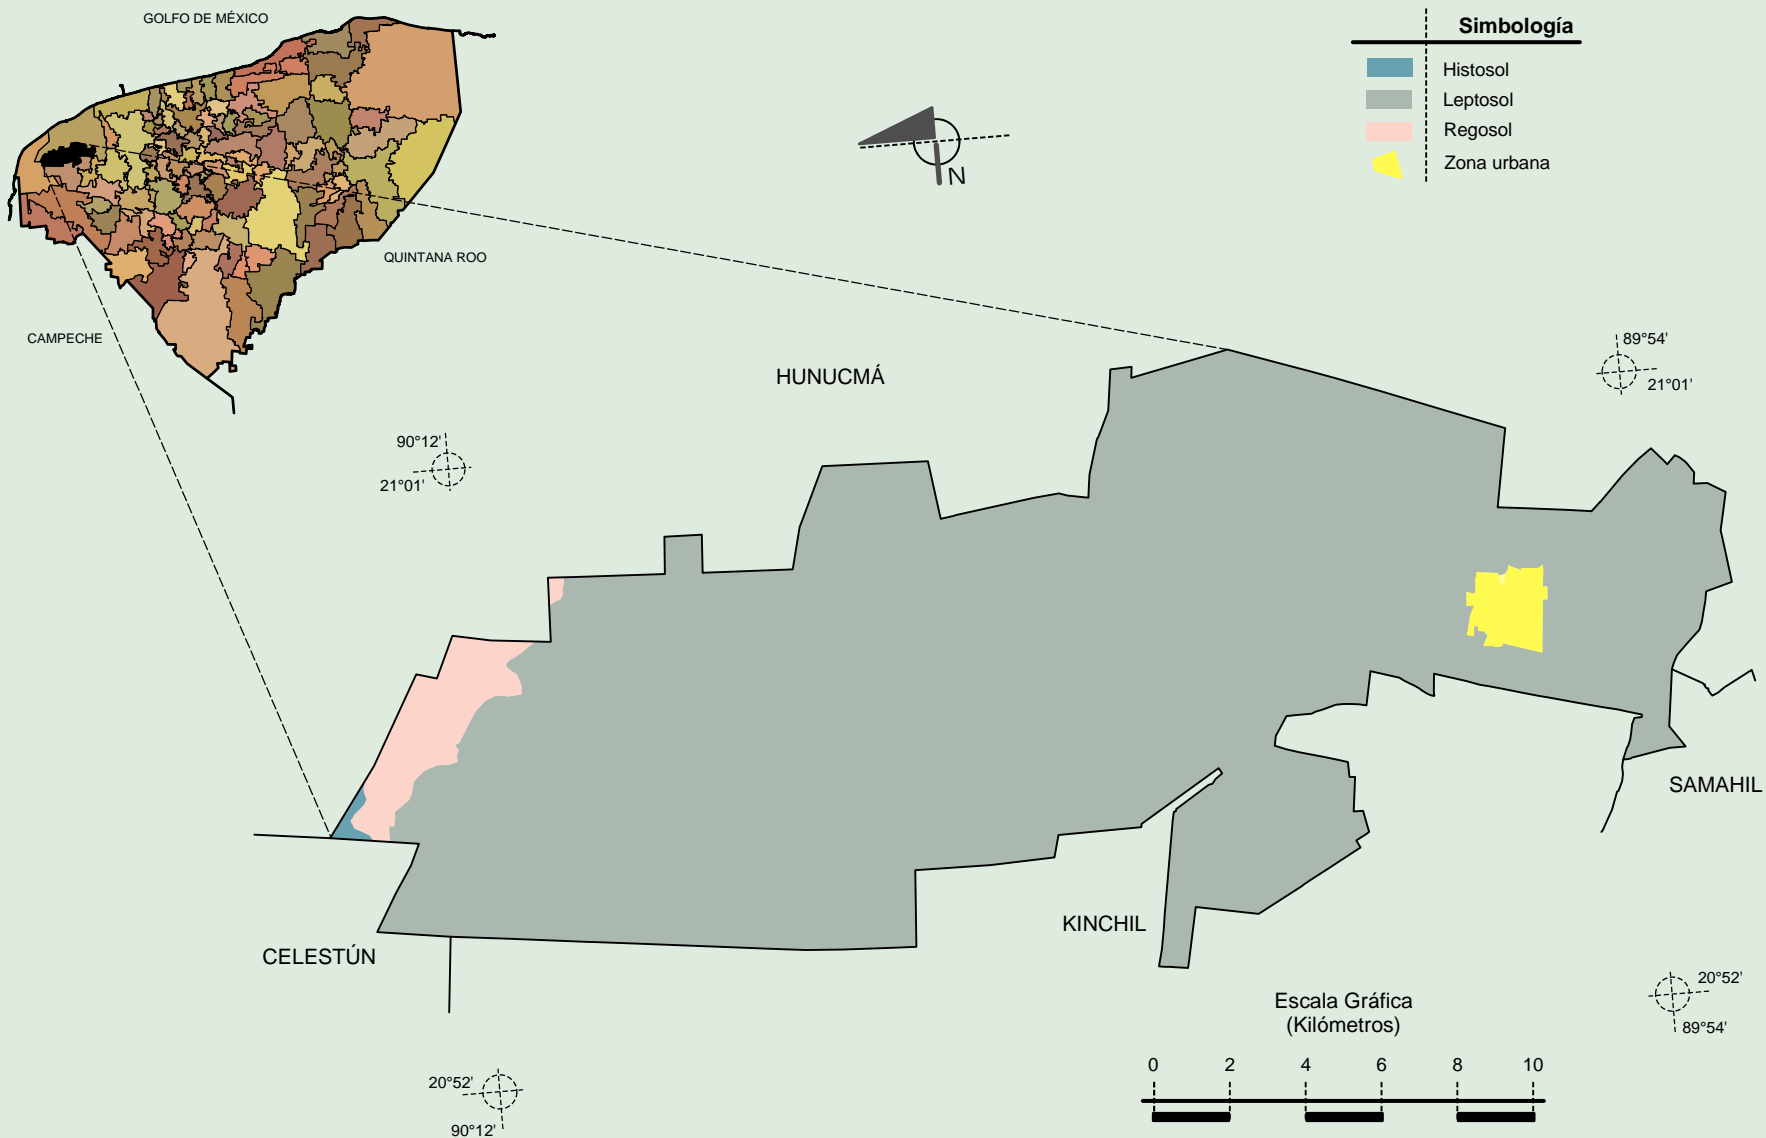 GOLFO DE MÉXICO
QUINTANA ROO
CAMPECHE
N
Simbología
Histosol
Leptosol
Regosol
Zona urbana
HUNUCMÁ
89°54'
21°01'
90°12'
21°01'
SAMAHIL
KINCHIL
CELESTÚN
20°52'
89°54'
Escala Gráfica
(Kilómetros)
0 2 4 6 8 10
20°52'
90°12'